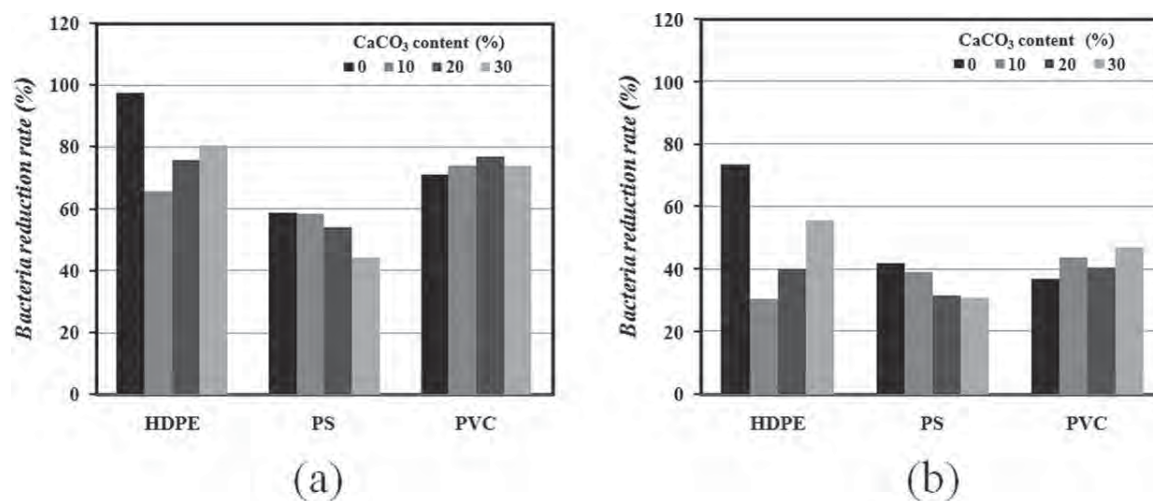 120
100
80
60
40
20
0
Bacteria reduction rate (%)
CaCO₃ content (%)
0 10 20 30
HDPE PS PVC
(a)
120
100
80
60
40
20
0
Bacteria reduction rate (%)
CaCO₃ content (%)
0 10 20 30
HDPE PS PVC
(b)